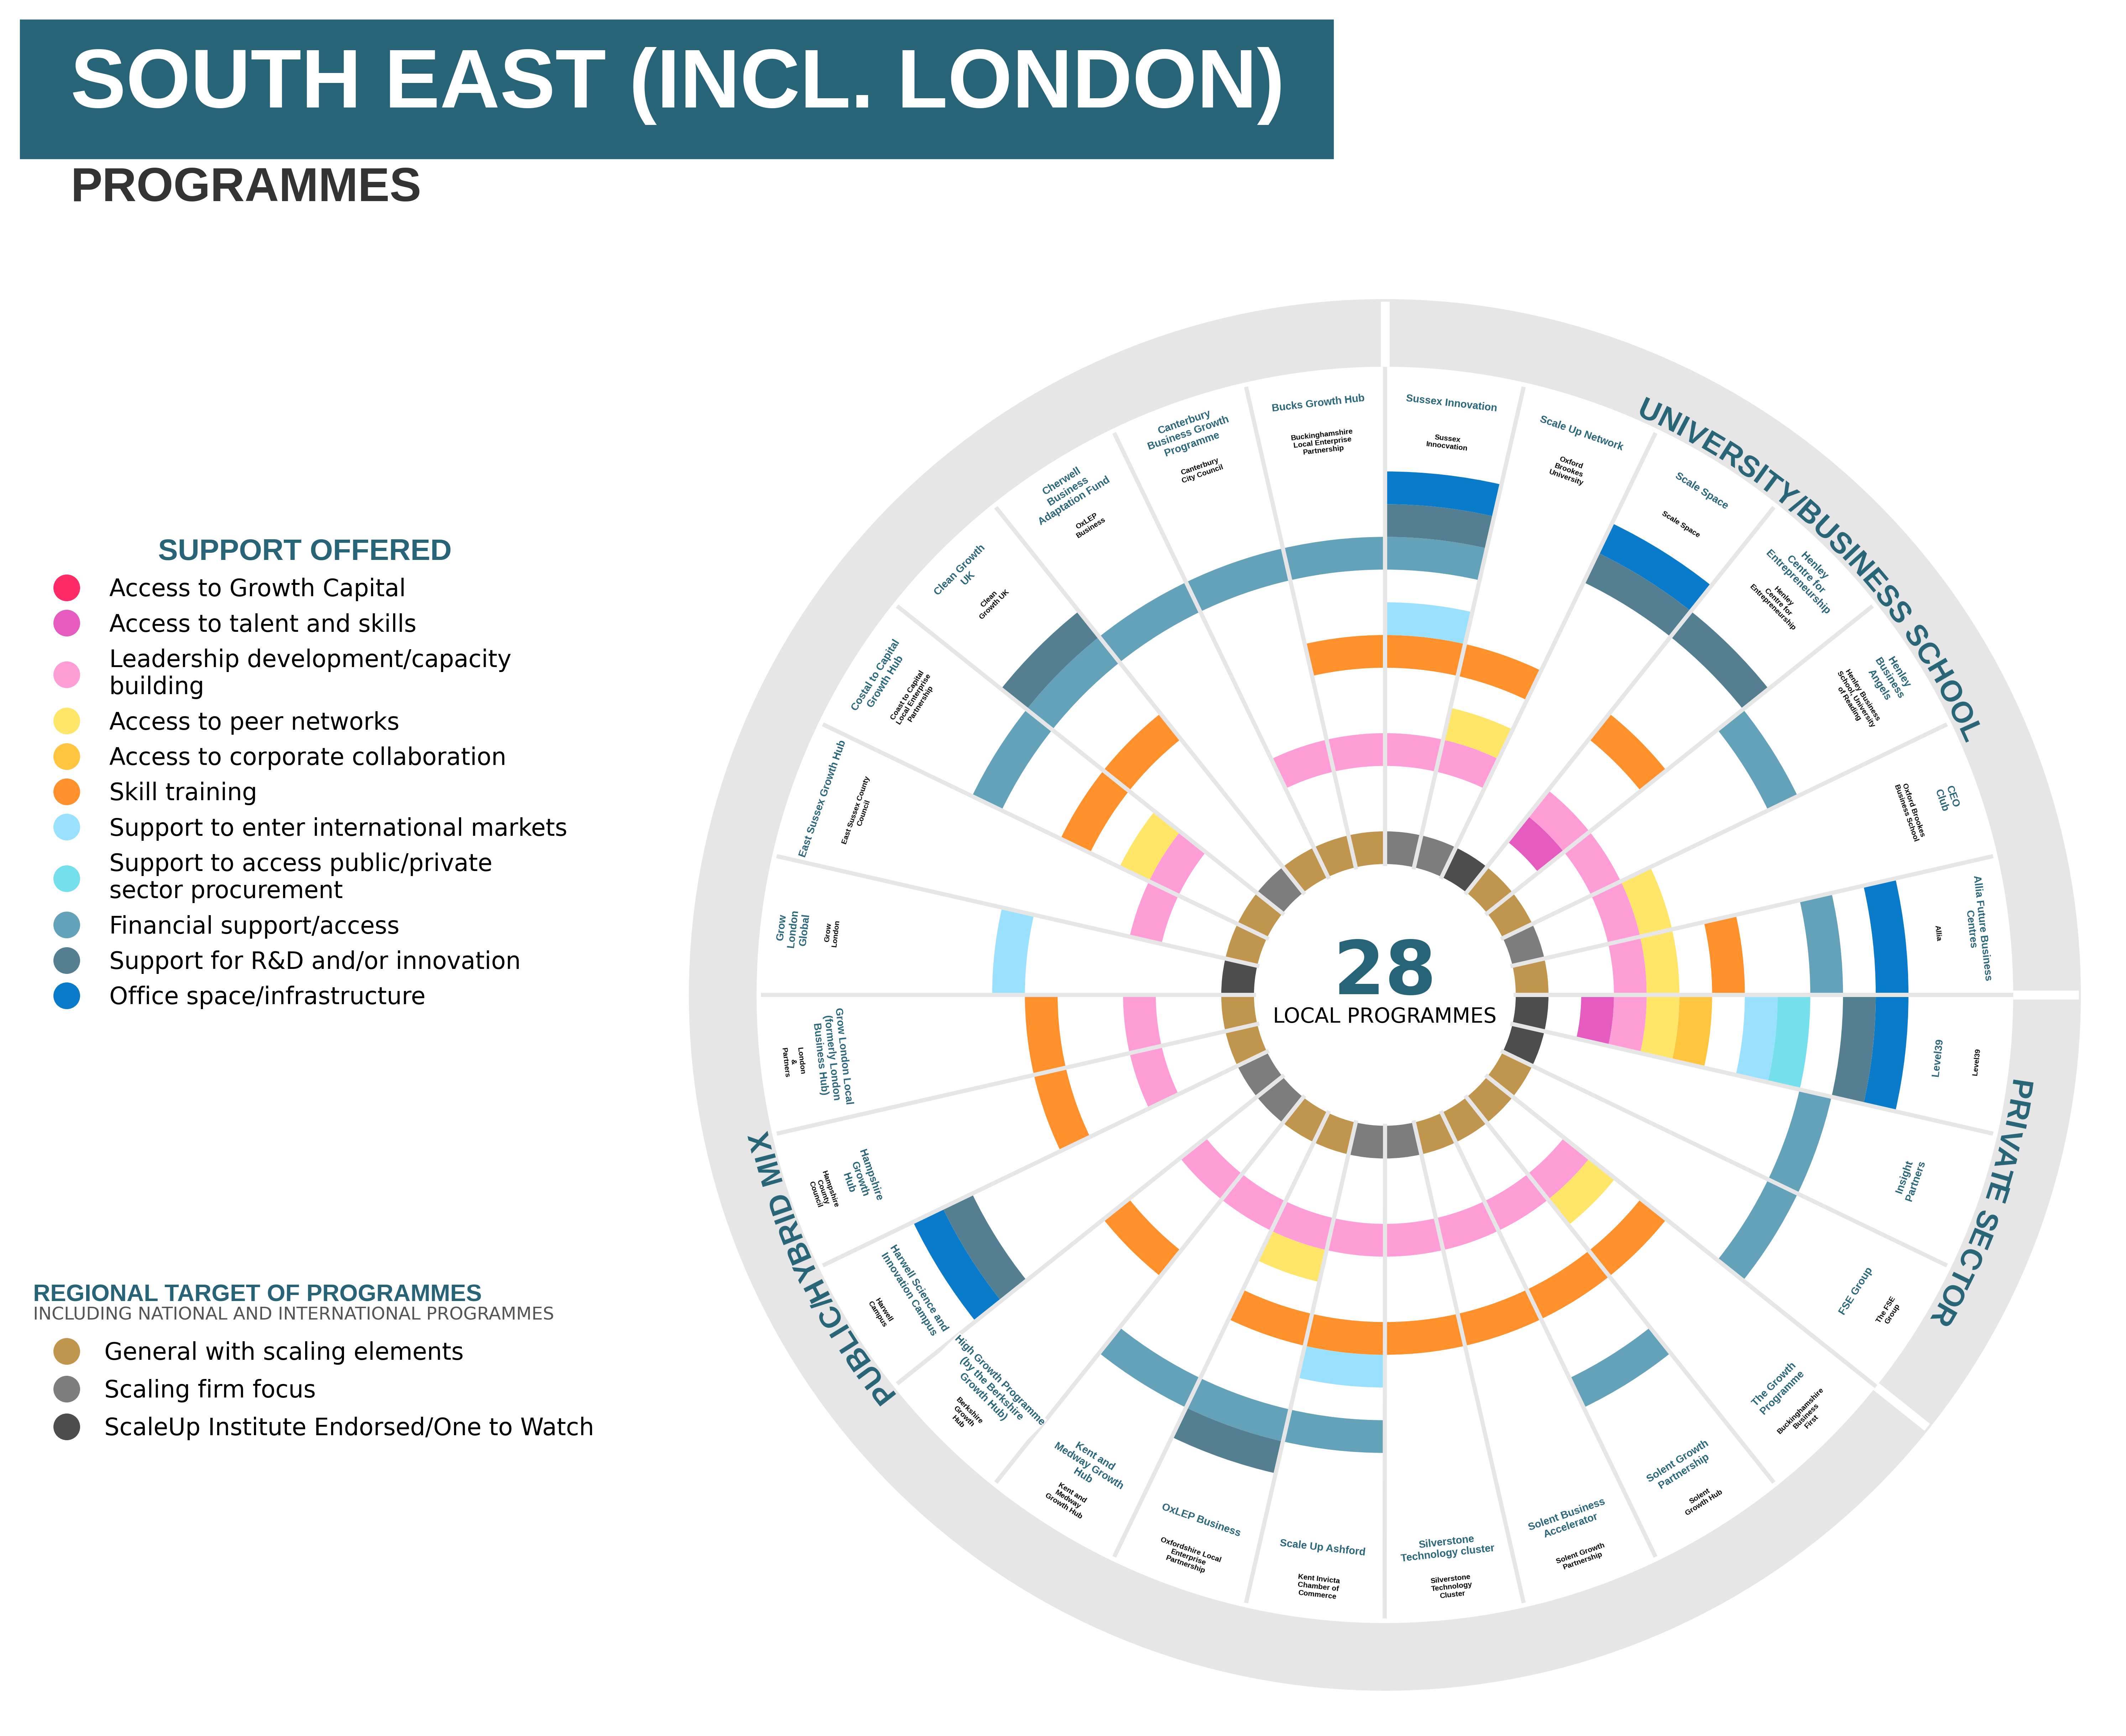 SOUTH EAST (INCL. LONDON)
PROGRAMMES
SUPPORT OFFERED
Access to Growth Capital
Access to talent and skills
Leadership development/capacity
building
Access to peer networks
Access to corporate collaboration
Skill training
Support to enter international markets
Support to access public/private
sector procurement
Financial support/access
Support for R&D and/or innovation
Office space/infrastructure
REGIONAL TARGET OF PROGRAMMES
INCLUDING NATIONAL AND INTERNATIONAL PROGRAMMES
General with scaling elements
Scaling firm focus
ScaleUp Institute Endorsed/One to Watch
28
LOCAL PROGRAMMES
UNIVERSITY/BUSINESS SCHOOL
Sussex Innovation
Sussex
Innocvation
Scale Up Network
Oxford
Brookes
University
Scale Space
Scale Space
Henley
Centre for
Entrepreneurship
Henley
Centre for
Entrepreneurship
Henley
Business
Angels
Henley Business
School, University
of Reading
CEO
Club
Oxford Brookes
Business School
Allia Future Business
Centres
Allia
PRIVATE SECTOR
Level39
Level39
Insight
Partners
FSE Group
The FSE
Group
The Growth
Programme
Buckinghamshire
Business
First
PUBLIC/HYBRID MIX
Solent Growth
Partnership
Solent
Growth Hub
Solent Business
Accelerator
Solent Growth
Partnership
Silverstone
Technology cluster
Silverstone
Technology
Cluster
Scale Up Ashford
Kent Invicta
Chamber of
Commerce
OxLEP Business
Oxfordshire Local
Enterprise
Partnership
Kent and
Medway Growth
Hub
Kent and
Medway
Growth Hub
High Growth Programme
(by the Berkshire
Growth Hub)
Berkshire
Growth
Hub
Harwell Science and
Innovation Campus
Harwell
Campus
Hampshire
Growth
Hub
Hampshire
County
Council
Grow London Local
(formerly London
Business Hub)
London
&
Partners
Grow
London
Global
Grow
London
East Sussex Growth Hub
East Sussex County
Council
Costal to Capital
Growth Hub
Coast to Capital
Local Enterprise
Partnership
Clean Growth
UK
Clean
Growth UK
Cherwell
Business
Adaptation Fund
OxLEP
Business
Canterbury
Business Growth
Programme
Canterbury
City Council
Bucks Growth Hub
Buckinghamshire
Local Enterprise
Partnership